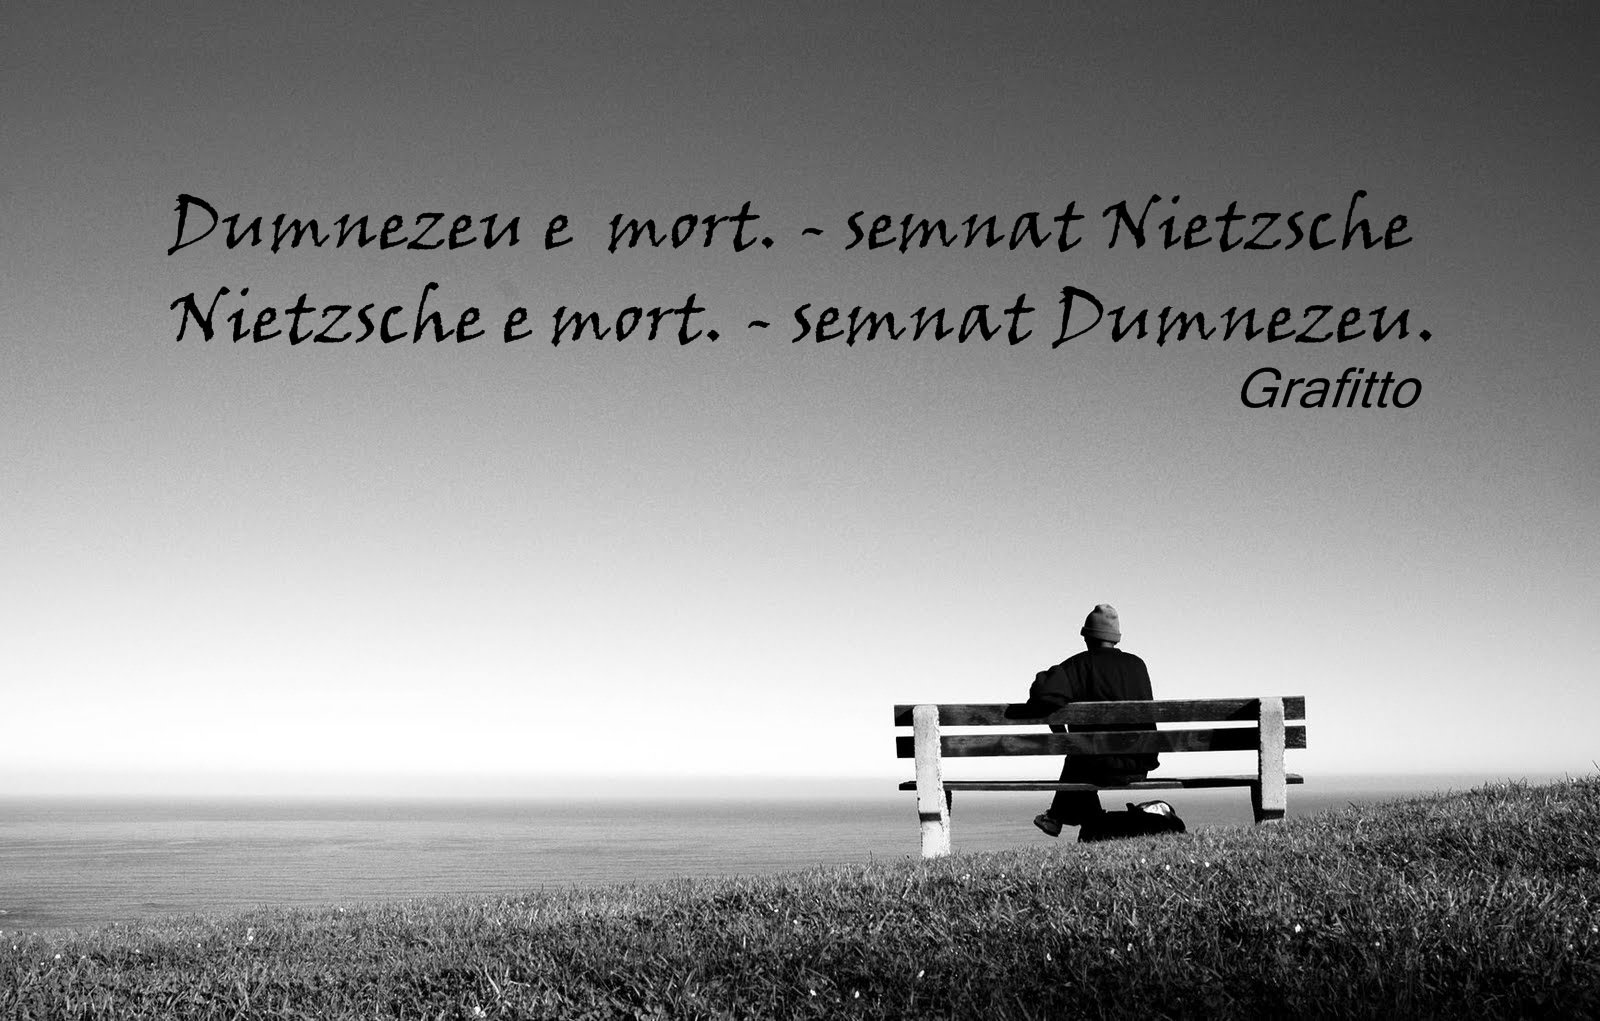 Dumnezeu e mort. - semnat Nietzsche
Nietzsche e mort. - semnat Dumnezeu.
Grafitto